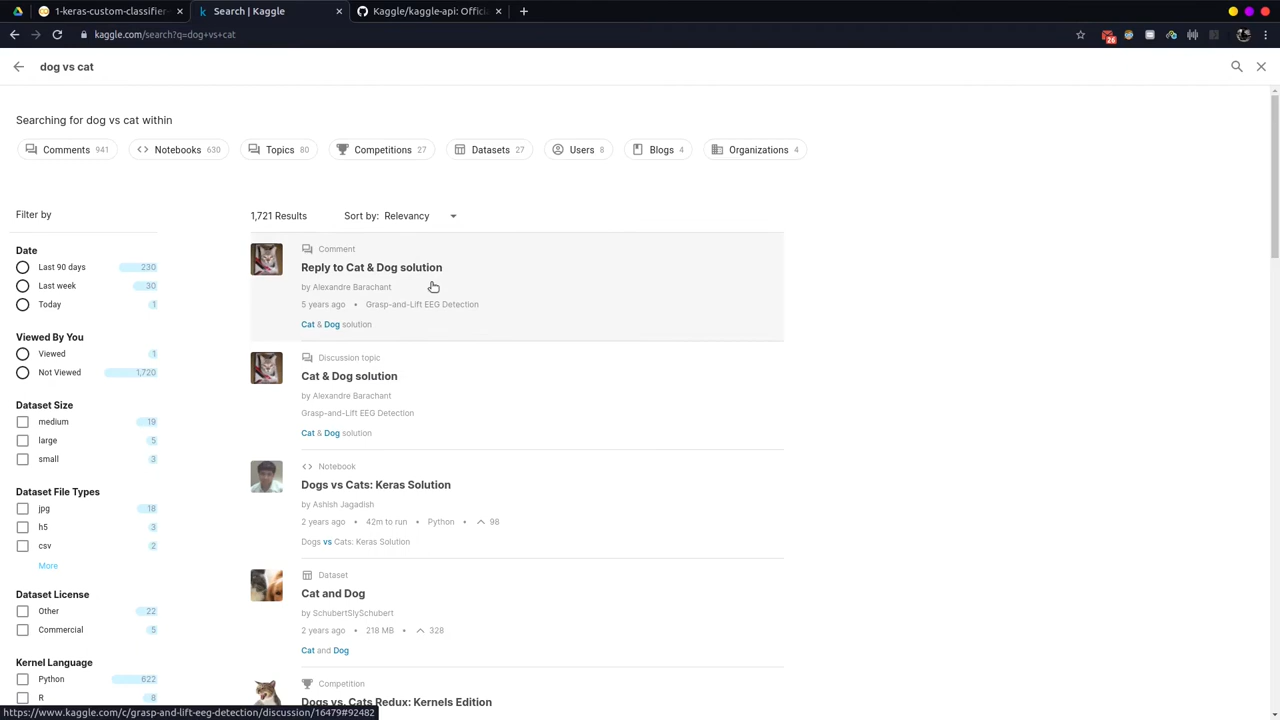 1-keras-custom-classifier
Search | Kaggle
Kaggle/kaggle-api: Offici
kaggle.com/search?q=dog+vs+cat
26
dog vs cat
Searching for dog vs cat within
Comments 941
Notebooks 630
Topics 80
Competitions 27
Datasets 27
Users 8
Blogs 4
Organizations 4
Filter by
1,721 Results
Sort by: Relevancy
Date
Last 90 days 230
Last week 30
Today 1
Viewed By You
Viewed 1
Not Viewed 1,720
Dataset Size
medium 19
large 5
small 3
Dataset File Types
jpg 18
h5 3
csv 2
More
Dataset License
Other 22
Commercial 5
Kernel Language
Python 622
R 8
Comment
Reply to Cat & Dog solution
by Alexandre Barachant
5 years ago • Grasp-and-Lift EEG Detection
Cat & Dog solution
Discussion topic
Cat & Dog solution
by Alexandre Barachant
Grasp-and-Lift EEG Detection
Cat & Dog solution
Notebook
Dogs vs Cats: Keras Solution
by Ashish Jagadish
2 years ago • 42m to run • Python • 98
Dogs vs Cats: Keras Solution
Dataset
Cat and Dog
by SchubertSlySchubert
2 years ago • 218 MB • 328
Cat and Dog
Competition
Dogs vs. Cats Redux: Kernels Edition
https://www.kaggle.com/c/grasp-and-lift-eeg-detection/discussion/16479#92482